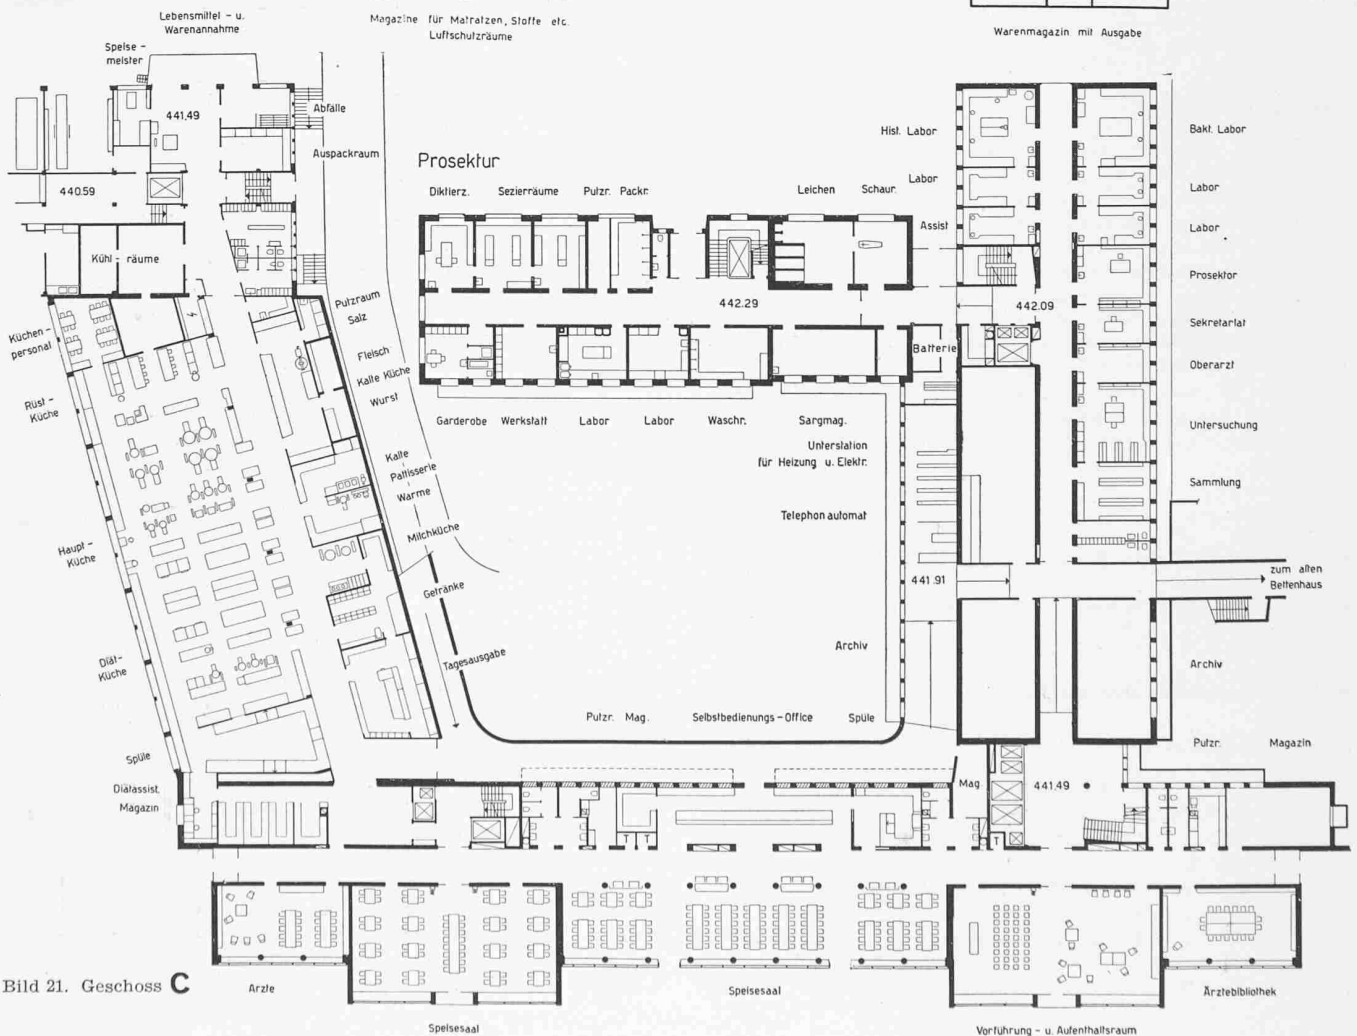 Lebensmittel - u.
Warenannahme
Speise -
meister
Magazine für Matratzen, Stoffe etc.
Luftschutzräume
Warenmagazin mit Ausgabe
441.49
Abfälle
Auspackraum
440.59
Kühl - räume
Putzraum
Salz
Küchen-
personal
Fleisch
Kalte Küche
Wurst
Rüst-
Küche
Kalte
Patisserie
Warme
Milchküche
Haupt-
Küche
Getränke
Diät-
Küche
Tagesausgabe
Spüle
Diätassist.
Magazin
Prosektur
Diktierz.
Sezierräume
Putzr.
Packr.
Leichen
Schaur.
442.29
Garderobe
Werkstatt
Labor
Labor
Waschr.
Sargmag.
Batterie
Unterstation
für Heizung u. Elektr.
Telephonautomat
441.91
Archiv
Putzr. Mag.
Selbstbedienungs-Office
Spüle
Hist. Labor
Labor
Assist
442.09
Bakt. Labor
Labor
Labor
Prosektor
Sekretariat
Oberarzt
Untersuchung
Sammlung
zum alten
Bettenhaus
Archiv
Putzr.
Magazin
Mag.
441.49
Bild 21. Geschoss C
Ärzte
Speisesaal
Speisesaal
Vorführung - u. Aufenthaltsraum
Ärztebibliothek